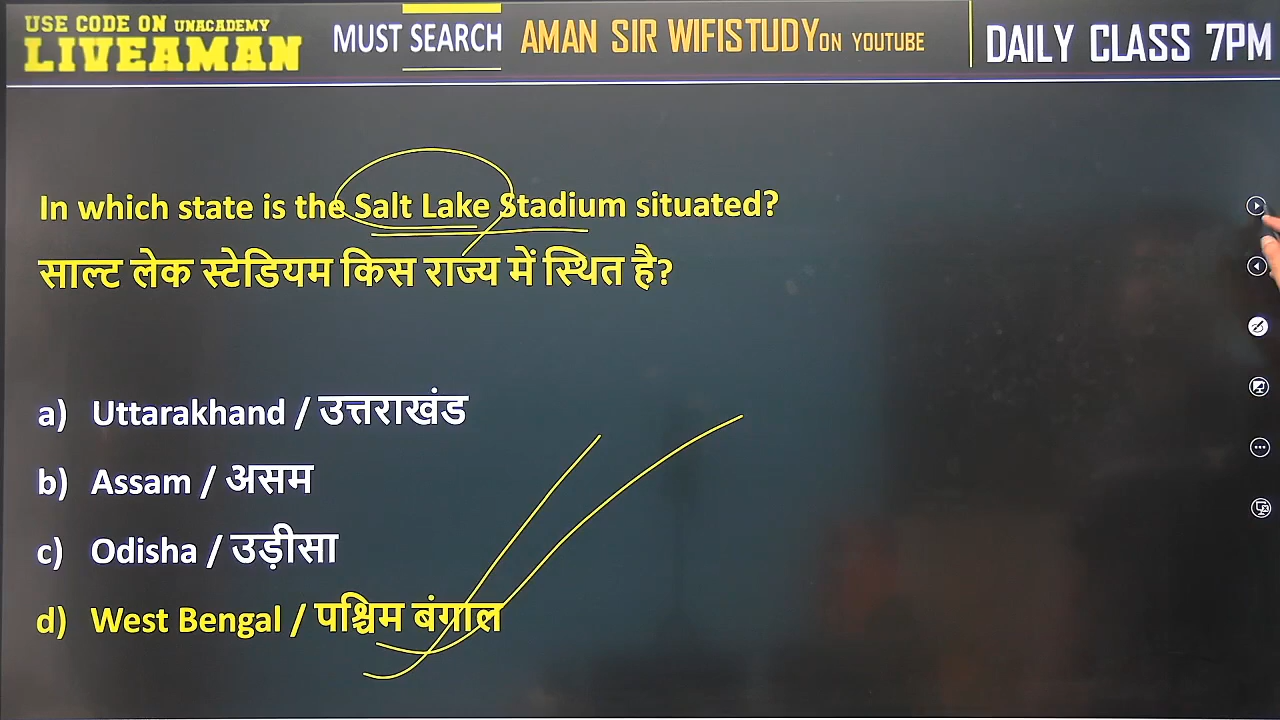 USE CODE ON UNACADEMY
LIVEAMAN
MUST SEARCH AMAN SIR WIFISTUDY ON YOUTUBE
DAILY CLASS 7PM
In which state is the Salt Lake Stadium situated?
साल्ट लेक स्टेडियम किस राज्य में स्थित है?
a) Uttarakhand / उत्तराखंड
b) Assam / असम
c) Odisha / उड़ीसा
d) West Bengal / पश्चिम बंगाल